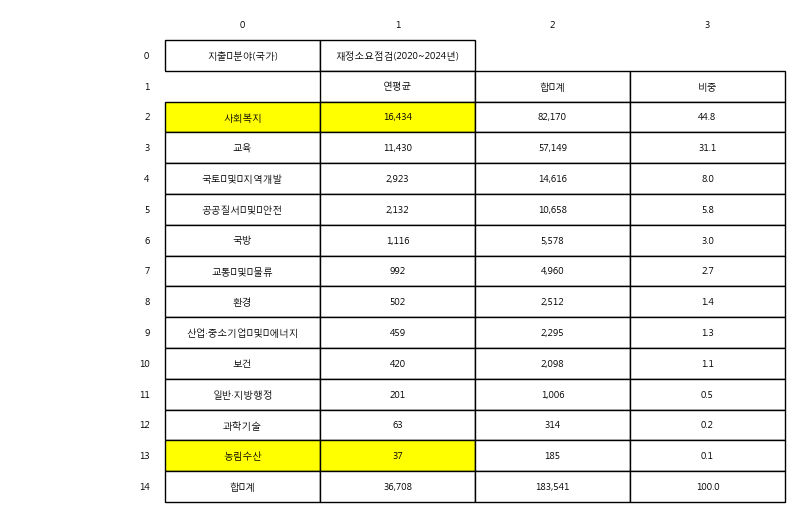 0 1 2 3
0 지출□분야(국가) 재정소요점검(2020~2024년)
1 연평균 합□계 비중
2 사회복지 16,434 82,170 44.8
3 교육 11,430 57,149 31.1
4 국토□및□지역개발 2,923 14,616 8.0
5 공공질서□및□안전 2,132 10,658 5.8
6 국방 1,116 5,578 3.0
7 교통□및□물류 992 4,960 2.7
8 환경 502 2,512 1.4
9 산업·중소기업□및□에너지 459 2,295 1.3
10 보건 420 2,098 1.1
11 일반·지방행정 201 1,006 0.5
12 과학기술 63 314 0.2
13 농림수산 37 185 0.1
14 합□계 36,708 183,541 100.0